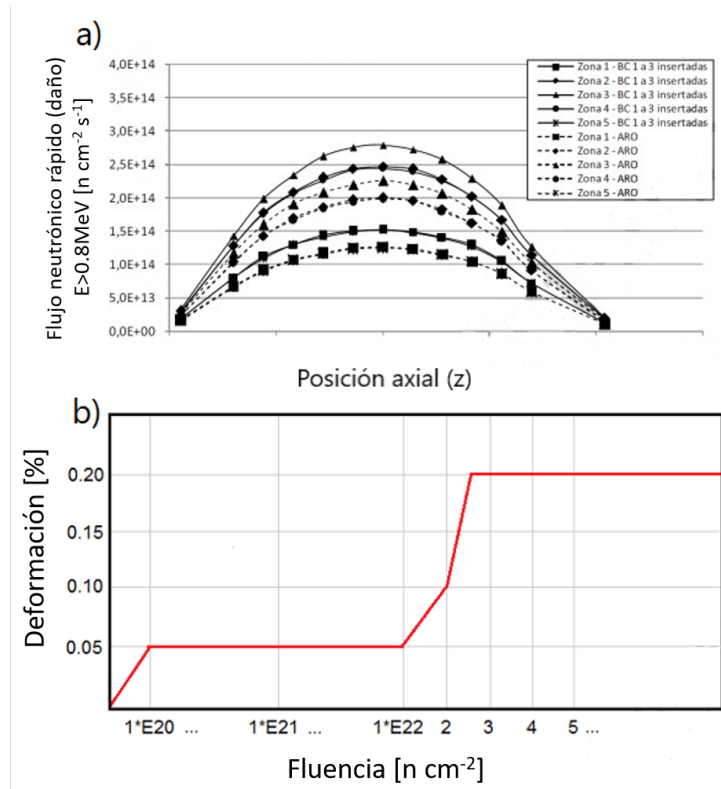 a)
Flujo neutrónico rápido (daño)
E>0.8MeV [n cm-2 s-1]
4,0E+14
3,5E+14
3,0E+14
2,5E+14
2,0E+14
1,5E+14
1,0E+14
5,0E+13
0,0E+00
Zona 1 - BC 1 a 3 insertadas
Zona 2 - BC 1 a 3 insertadas
Zona 3 - BC 1 a 3 insertadas
Zona 4 - BC 1 a 3 insertadas
Zona 5 - BC 1 a 3 insertadas
Zona 1 - ARO
Zona 2 - ARO
Zona 3 - ARO
Zona 4 - ARO
Zona 5 - ARO
Posición axial (z)
b)
Deformación [%]
0.20
0.15
0.10
0.05
1*E20 ... 1*E21 ... 1*E22 2 3 4 5 ...
Fluencia [n cm-2]